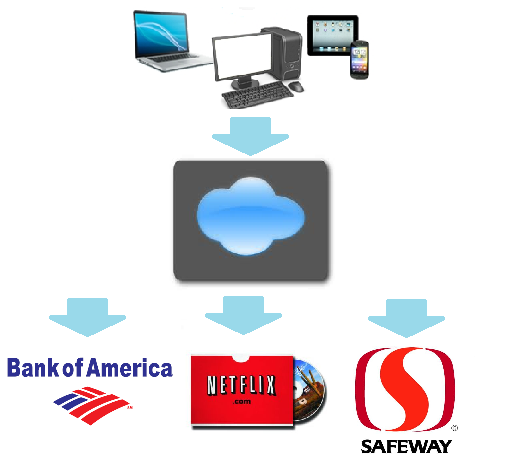 Bank of America
NETFLIX
.com
SAFEWAY